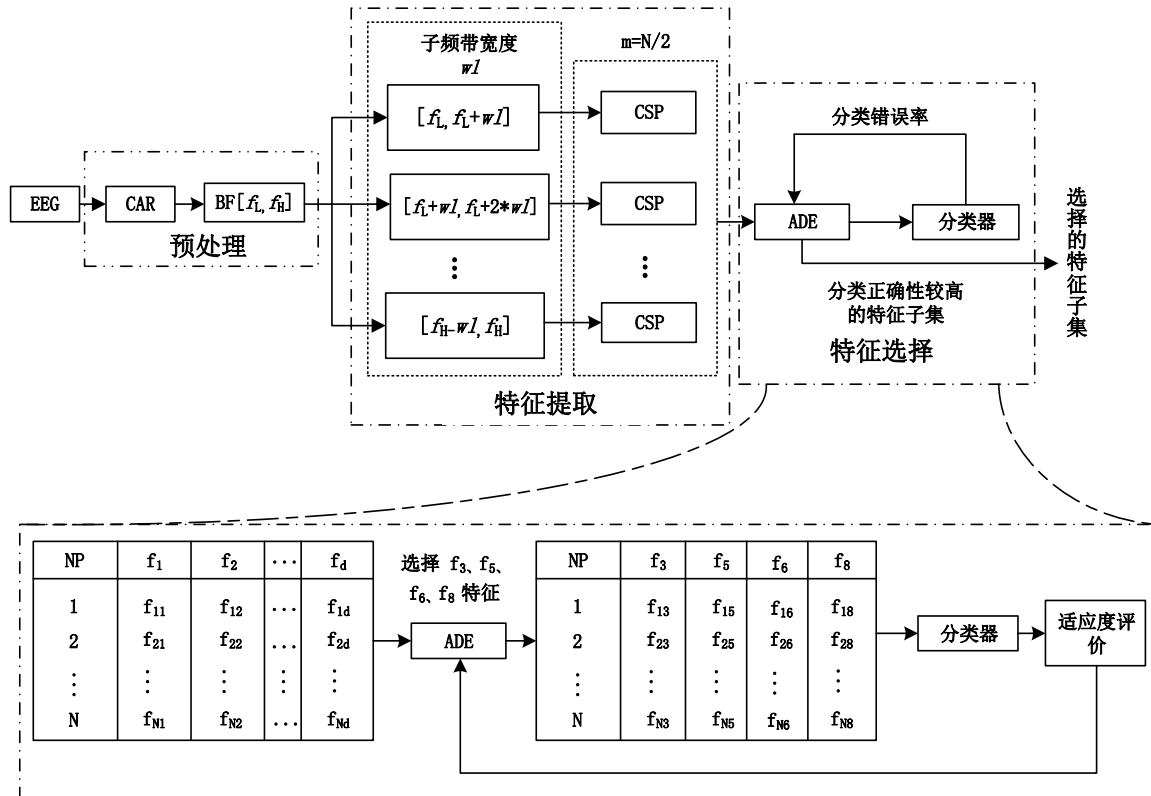 EEG
CAR
BF[fL,fH]
预处理
子频带宽度
wl
[fL,fL+wl]
[fL+wl,fL+2*wl]
⋮
[fH-wl,fH]
m=N/2
CSP
CSP
⋮
CSP
特征提取
分类错误率
ADE
分类器
分类正确性较高
的特征子集
特征选择
选择的特征子集
NP f1 f2 ... fd
1 f11 f12 ... f1d
2 f21 f22 ... f2d
⋮ ⋮ ⋮ ⋮ ⋮
N fN1 fN2 ... fNd
选择 f3、f5、
f6、f8 特征
ADE
NP f3 f5 f6 f8
1 f13 f15 f16 f18
2 f23 f25 f26 f28
⋮ ⋮ ⋮ ⋮ ⋮
N fN3 fN5 fN6 fN8
分类器
适应度评
价